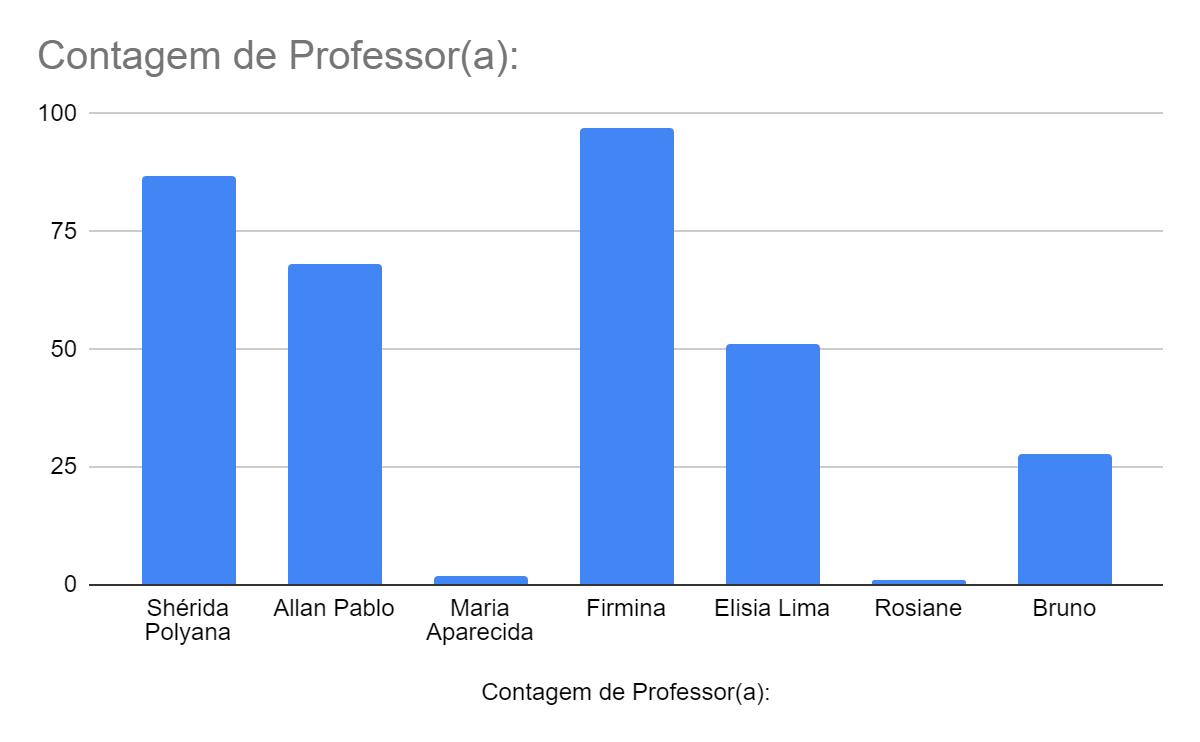 Contagem de Professor(a):
100
75
50
25
0
Shérida
Polyana
Allan Pablo
Maria
Aparecida
Firmina
Elisia Lima
Rosiane
Bruno
Contagem de Professor(a):